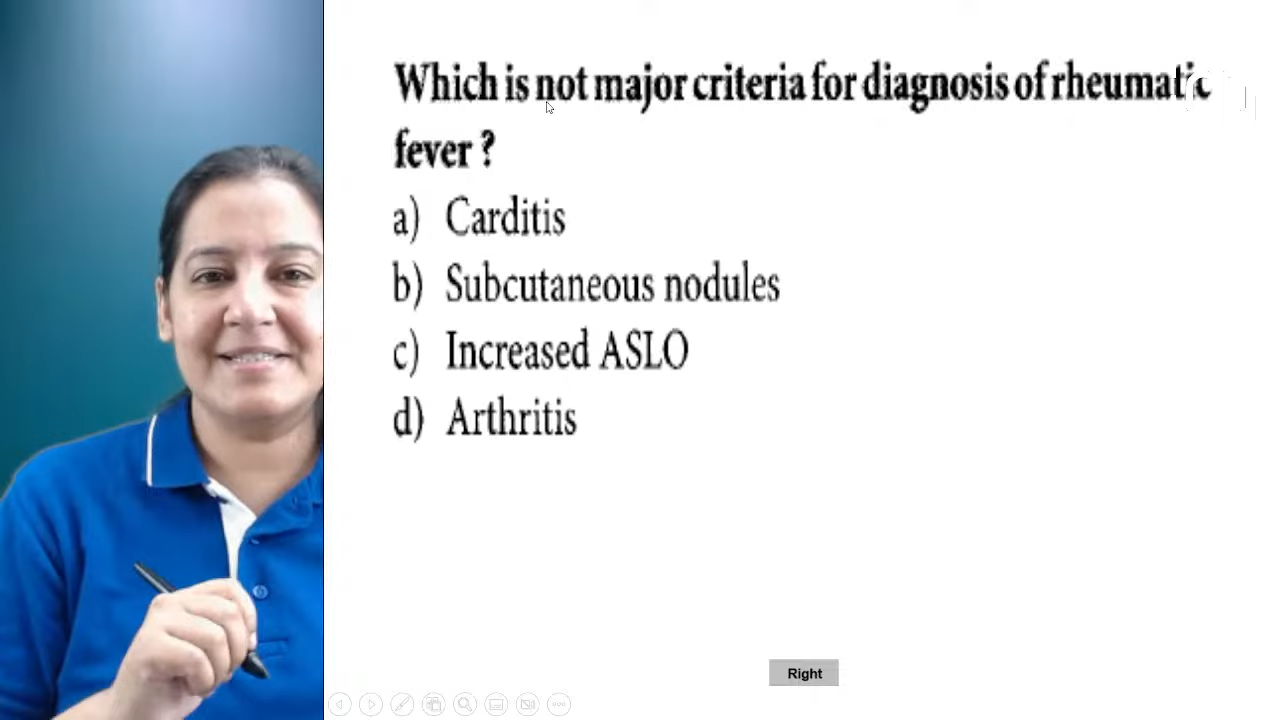 Which is not major criteria for diagnosis of rheumatic
fever ?
a) Carditis
b) Subcutaneous nodules
c) Increased ASLO
d) Arthritis
Right